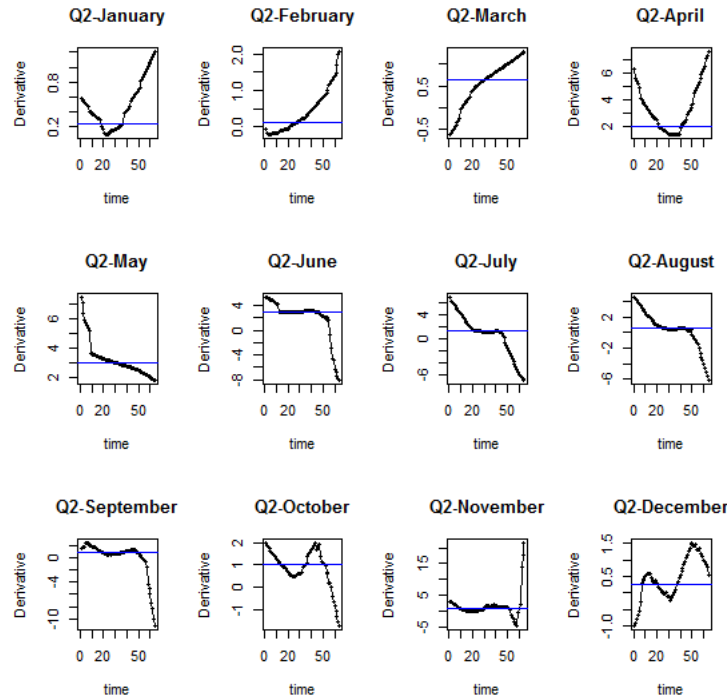 Q2-January Q2-February Q2-March Q2-April
Derivative 0.2 0.8 Derivative 0.0 1.0 2.0 Derivative -0.5 0.5 Derivative 2 4 6
0 20 50 0 20 50 0 20 50 0 20 50
time time time time
Q2-May Q2-June Q2-July Q2-August
Derivative 2 4 6 Derivative -8 -4 0 4 Derivative -6 0 4 Derivative -6 -2 2
0 20 50 0 20 50 0 20 50 0 20 50
time time time time
Q2-September Q2-October Q2-November Q2-December
Derivative -10 -4 0 Derivative -1 1 2 Derivative -5 5 15 Derivative -1.0 0.5 1.5
0 20 50 0 20 50 0 20 50 0 20 50
time time time time